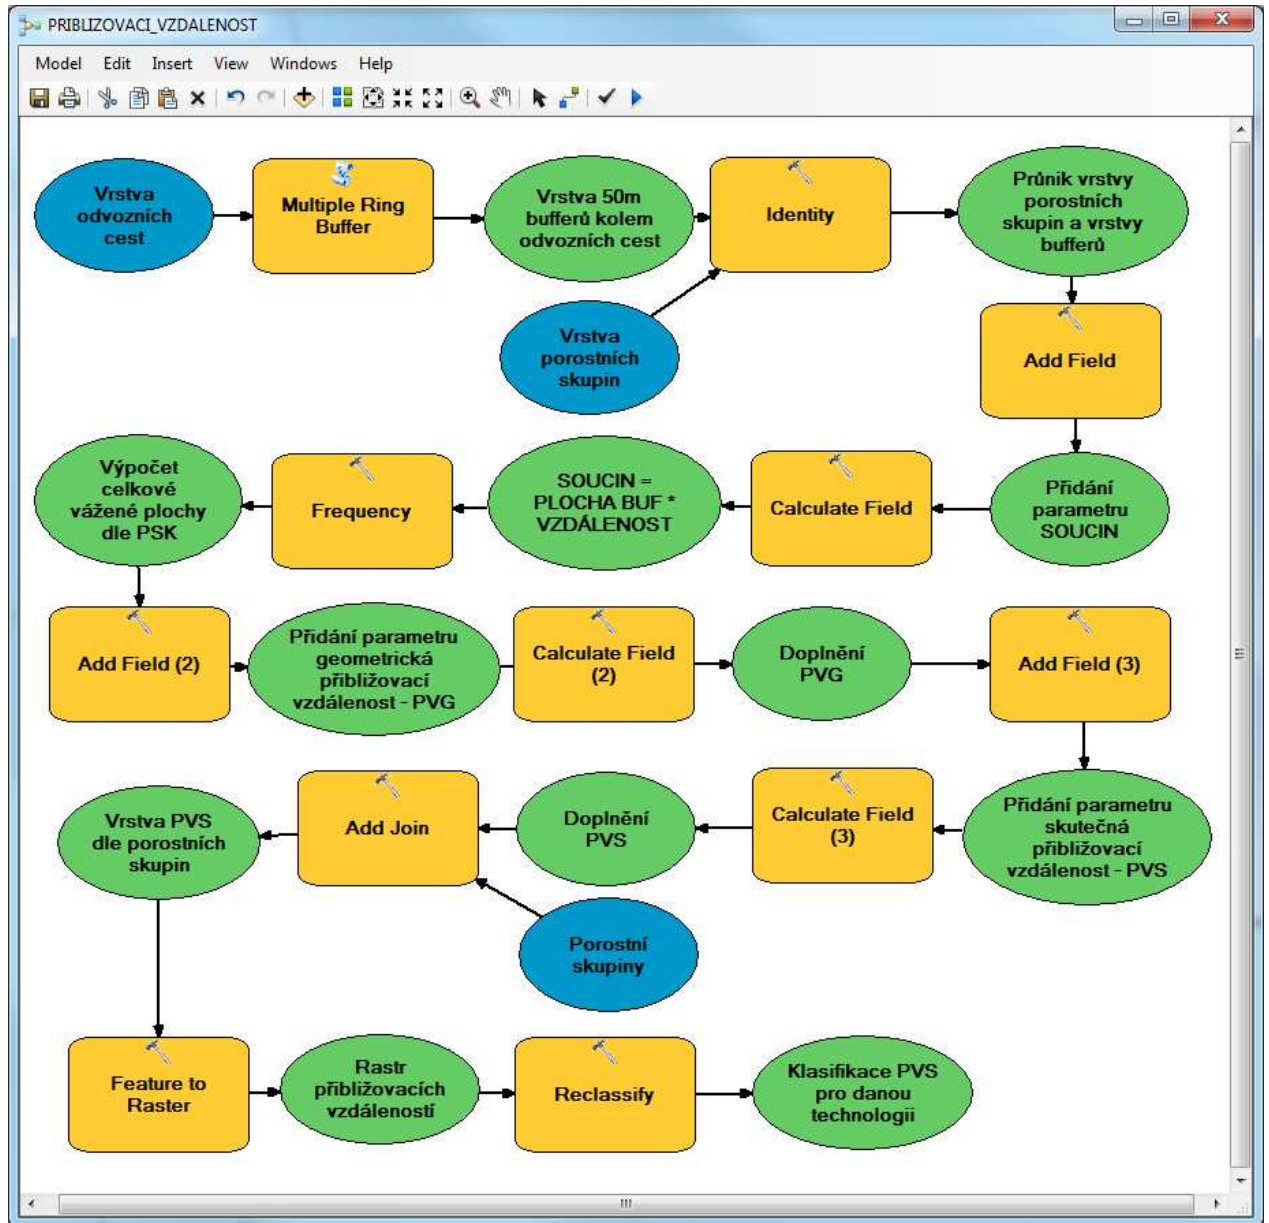 PRIBLIZOVACI_VZDALENOST
Model Edit Insert View Windows Help
Vrstva
odvozních
cest
Multiple Ring
Buffer
Vrstva 50m
bufferů kolem
odvozních cest
Identity
Průnik vrstvy
porostních
skupin a vrstvy
bufferů
Vrstva
porostních
skupin
Add Field
Přidání
parametru
SOUCIN
Calculate Field
SOUCIN =
PLOCHA BUF *
VZDÁLENOST
Frequency
Výpočet
celkové
vážené plochy
dle PSK
Add Field (2)
Přidání parametru
geometrická
přibližovací
vzdálenost - PVG
Calculate Field
(2)
Doplnění
PVG
Add Field (3)
Přidání parametru
skutečná
přibližovací
vzdálenost - PVS
Calculate Field
(3)
Doplnění
PVS
Add Join
Porostní
skupiny
Vrstva PVS
dle porostních
skupin
Feature to
Raster
Rastr
přibližovacích
vzdáleností
Reclassify
Klasifikace PVS
pro danou
technologii